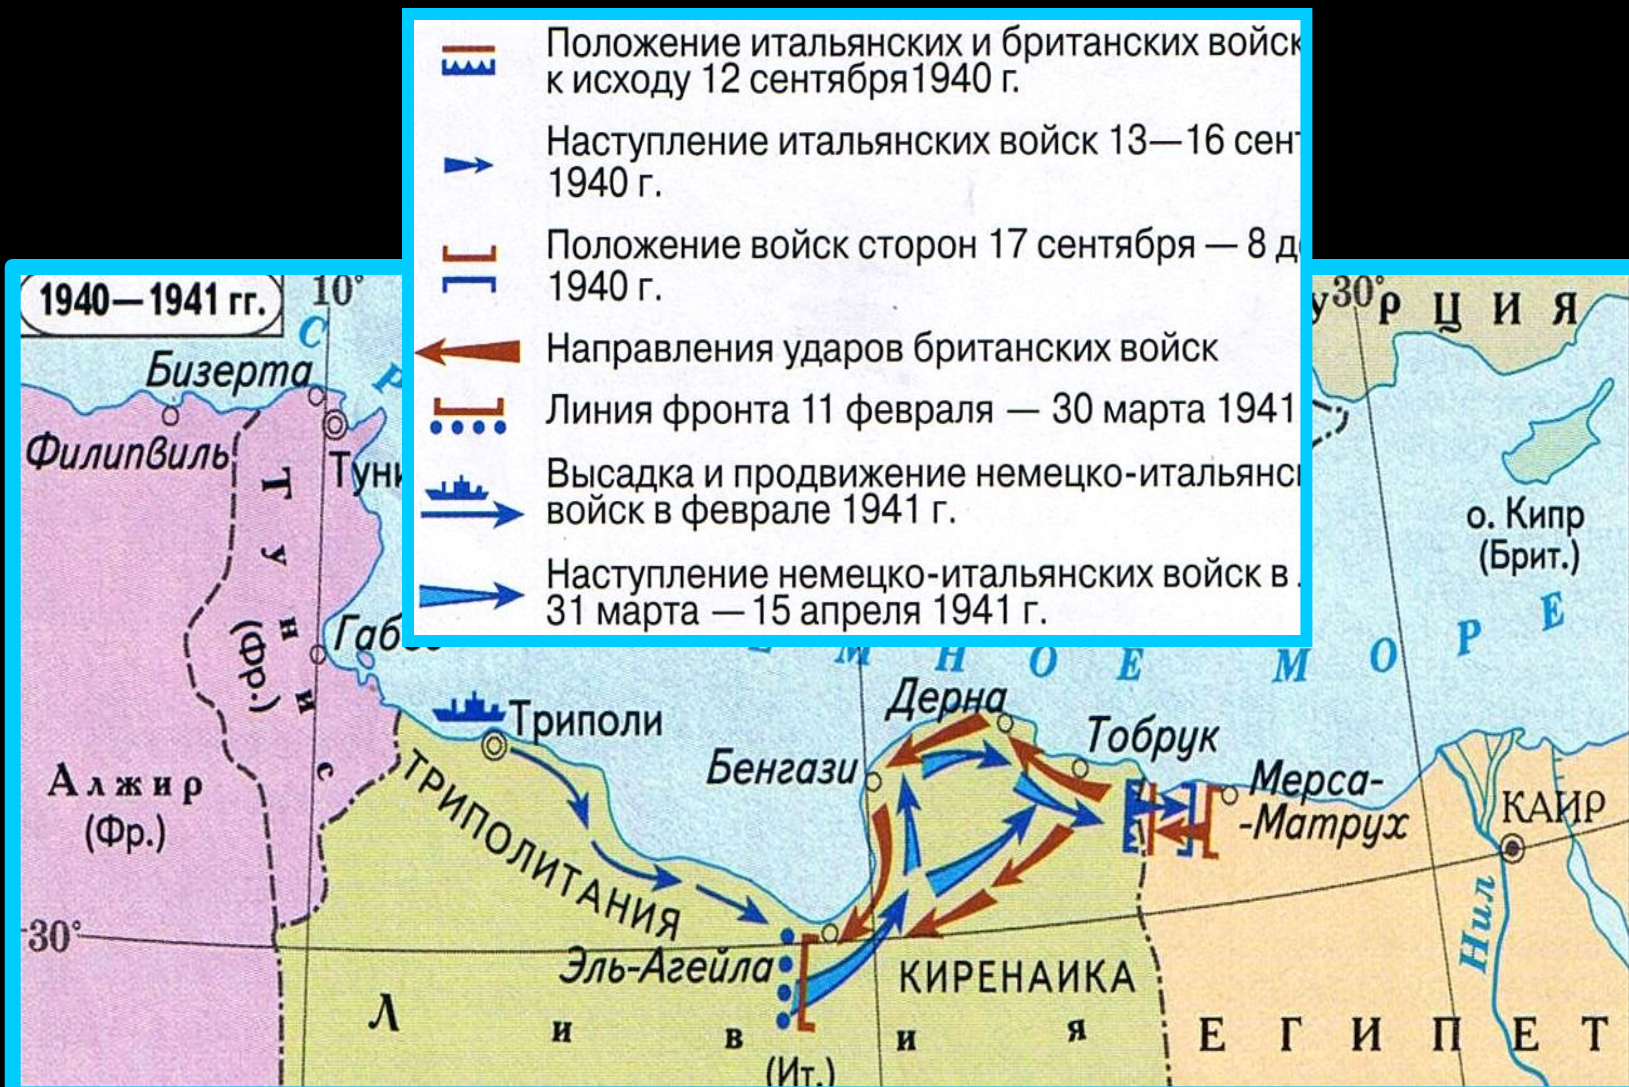 Положение итальянских и британских войск
к исходу 12 сентября1940 г.
Наступление итальянских войск 13—16 сент
1940 г.
Положение войск сторон 17 сентября — 8 д
1940 г.
Направления ударов британских войск
Линия фронта 11 февраля — 30 марта 1941
Высадка и продвижение немецко-итальянс
войск в феврале 1941 г.
Наступление немецко-итальянских войск в
31 марта — 15 апреля 1941 г.
1940—1941 гг.
10°
30°
У Р Ц И Я
С Р
Е М Н О Е М О Р Е
Бизерта
Филипвиль
Туни
Тунис
(Фр.)
Габ
о. Кипр
(Брит.)
Триполи
Дерна
Тобрук
Бенгази
Мерса-
-Матрух
КАИР
Алжир
(Фр.)
ТРИПОЛИТАНИЯ
Нил
30°
Эль-Агейла
КИРЕНАИКА
Л и в и я
(Ит.)
Е Г И П Е Т